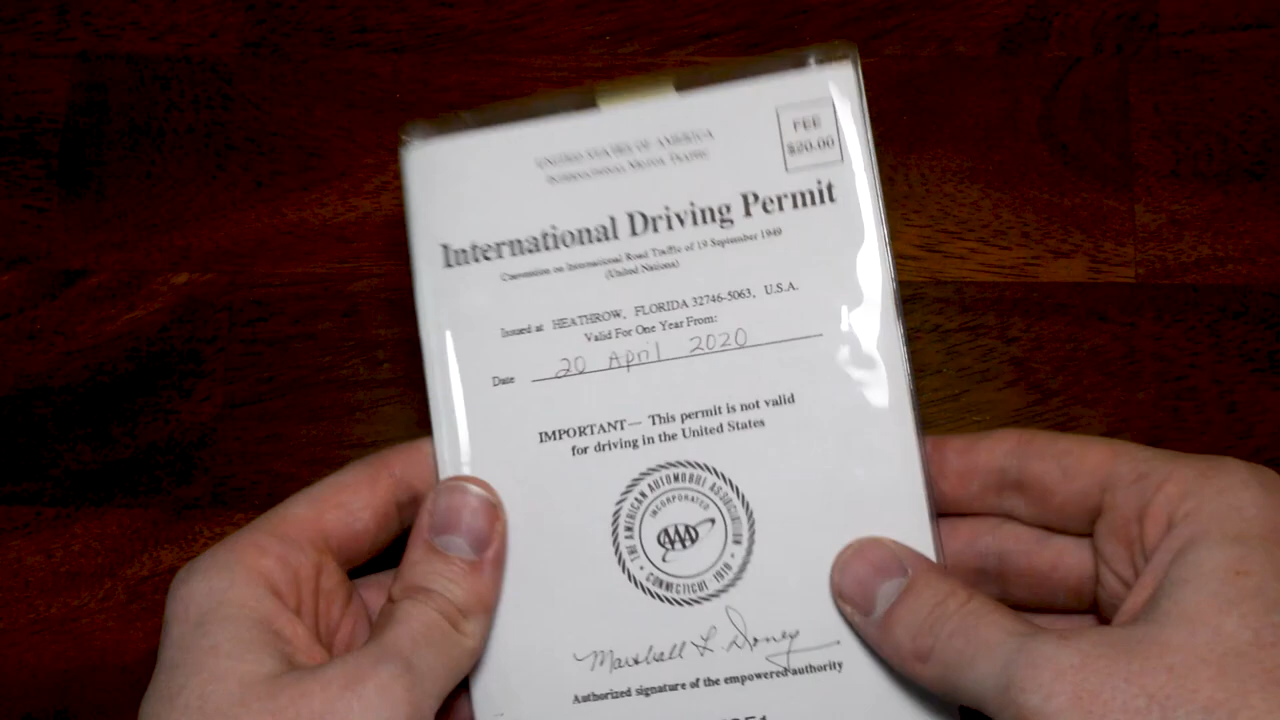 UNITED STATES OF AMERICA
FEE
$20.00
International Driving Permit
Convention on International Road Traffic of 19 September 1949
(United Nations)
Issued at HEATHROW, FLORIDA 32746-5063, U.S.A.
Valid For One Year From:
Date 20 April 2020
IMPORTANT— This permit is not valid
for driving in the United States
THE AMERICAN AUTOMOBILE ASSOCIATION
INCORPORATED
AAA
• CONNECTICUT · 1910 •
Marshall L. Doney
Authorized signature of the empowered authority